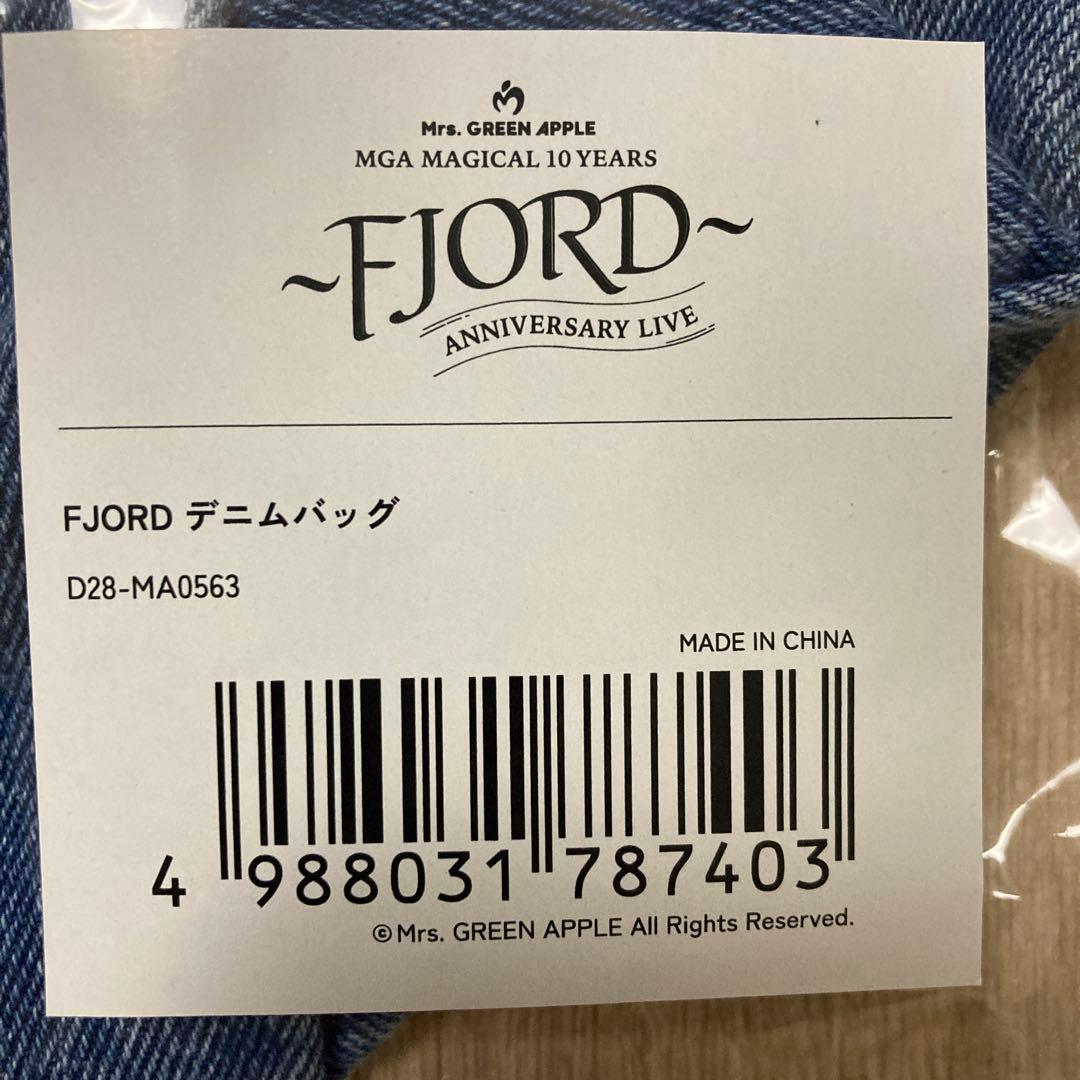 Mrs. GREEN APPLE
MGA MAGICAL 10 YEARS
~FJORD~
ANNIVERSARY LIVE
FJORD デニムバッグ
D28-MA0563
MADE IN CHINA
4 988031 787403
©Mrs. GREEN APPLE All Rights Reserved.